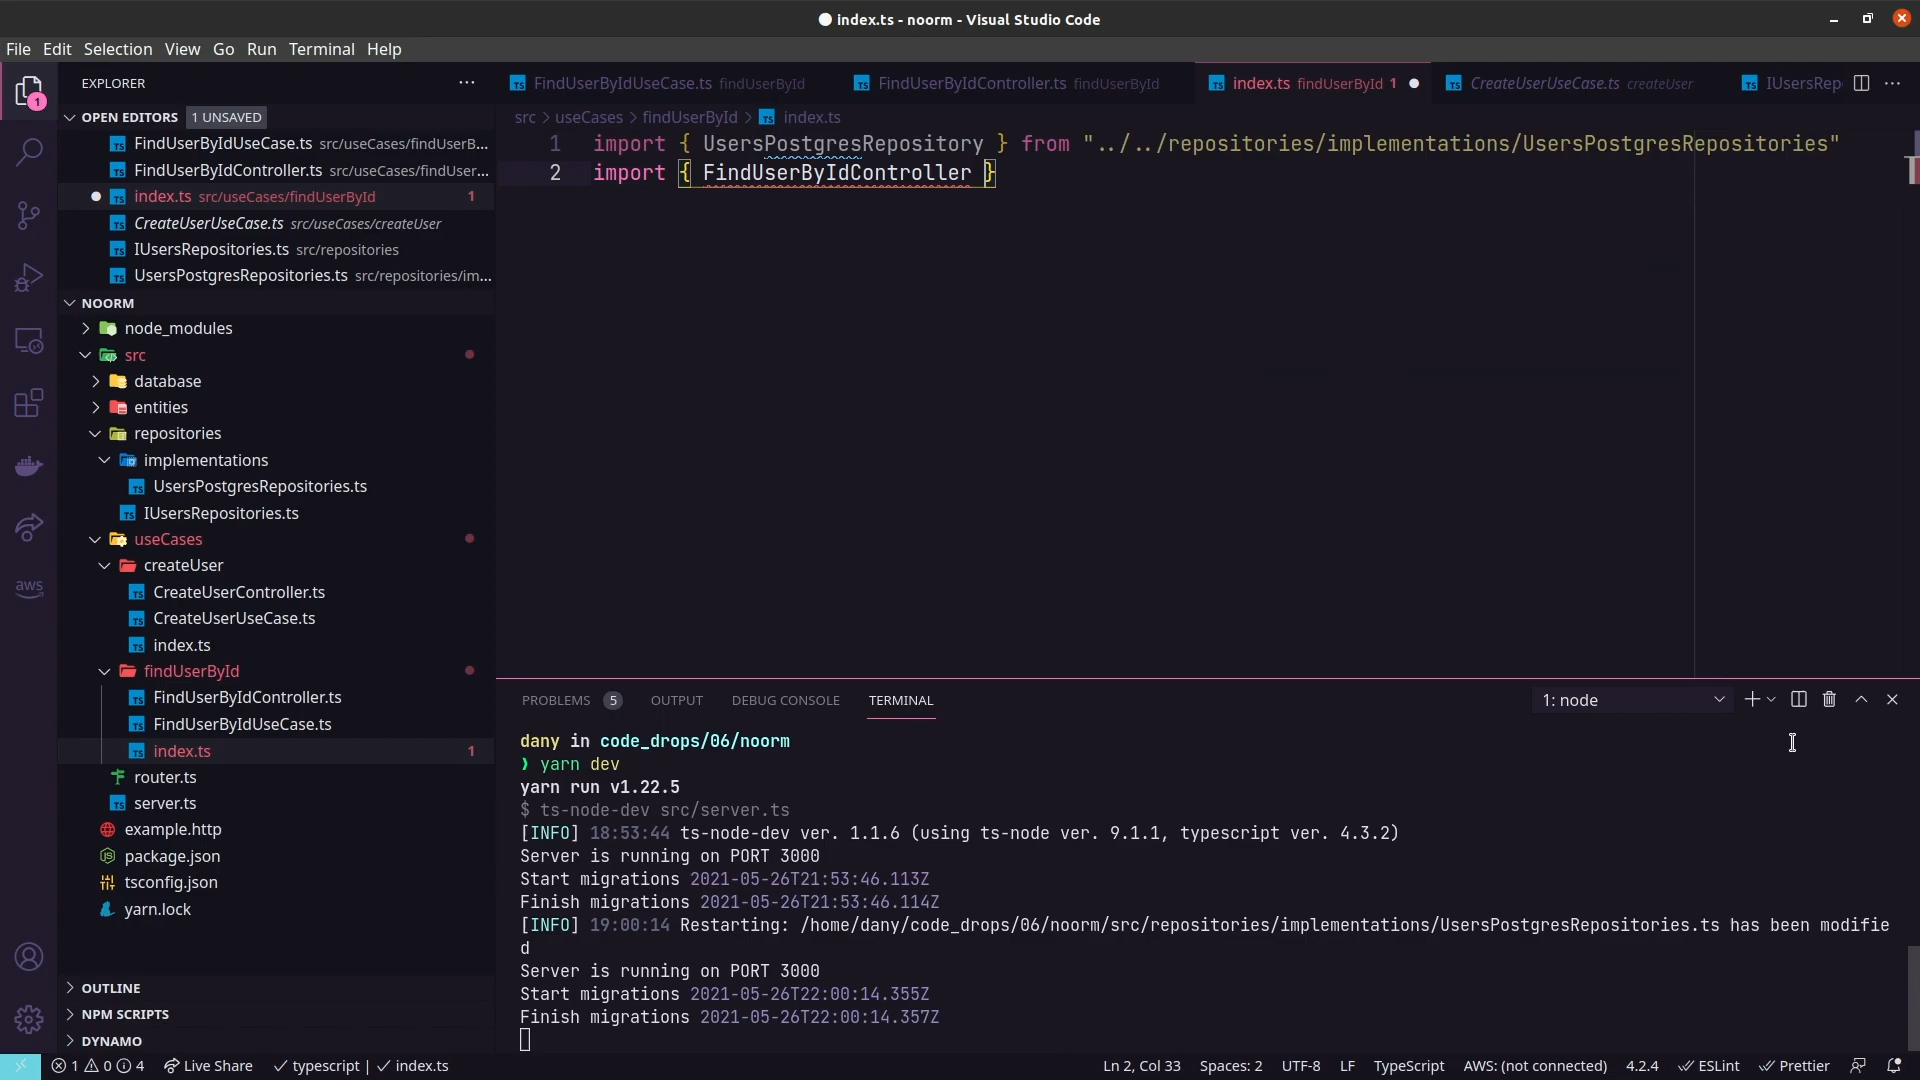 index.ts - noorm - Visual Studio Code
File Edit Selection View Go Run Terminal Help
EXPLORER
FindUserByIdUseCase.ts findUserById
FindUserByIdController.ts findUserById
index.ts findUserById 1
CreateUserUseCase.ts createUser
IUsersRep
OPEN EDITORS 1 UNSAVED
src > useCases > findUserById > index.ts
FindUserByIdUseCase.ts src/useCases/findUserB...
FindUserByIdController.ts src/useCases/findUser...
index.ts src/useCases/findUserById 1
CreateUserUseCase.ts src/useCases/createUser
IUsersRepositories.ts src/repositories
UsersPostgresRepositories.ts src/repositories/im...
1 import { UsersPostgresRepository } from "../../repositories/implementations/UsersPostgresRepositories"
2 import { FindUserByIdController }
NOORM
node_modules
src
database
entities
repositories
implementations
UsersPostgresRepositories.ts
IUsersRepositories.ts
useCases
createUser
CreateUserController.ts
CreateUserUseCase.ts
index.ts
findUserById
FindUserByIdController.ts
FindUserByIdUseCase.ts
index.ts 1
router.ts
server.ts
example.http
package.json
tsconfig.json
yarn.lock
OUTLINE
NPM SCRIPTS
DYNAMO
1
aws
PROBLEMS 5 OUTPUT DEBUG CONSOLE TERMINAL
1: node
dany in code_drops/06/noorm
❯ yarn dev
yarn run v1.22.5
$ ts-node-dev src/server.ts
[INFO] 18:53:44 ts-node-dev ver. 1.1.6 (using ts-node ver. 9.1.1, typescript ver. 4.3.2)
Server is running on PORT 3000
Start migrations 2021-05-26T21:53:46.113Z
Finish migrations 2021-05-26T21:53:46.114Z
[INFO] 19:00:14 Restarting: /home/dany/code_drops/06/noorm/src/repositories/implementations/UsersPostgresRepositories.ts has been modifie
d
Server is running on PORT 3000
Start migrations 2021-05-26T22:00:14.355Z
Finish migrations 2021-05-26T22:00:14.357Z
1 0 4 Live Share typescript | index.ts
Ln 2, Col 33 Spaces: 2 UTF-8 LF TypeScript AWS: (not connected) 4.2.4 ESLint Prettier